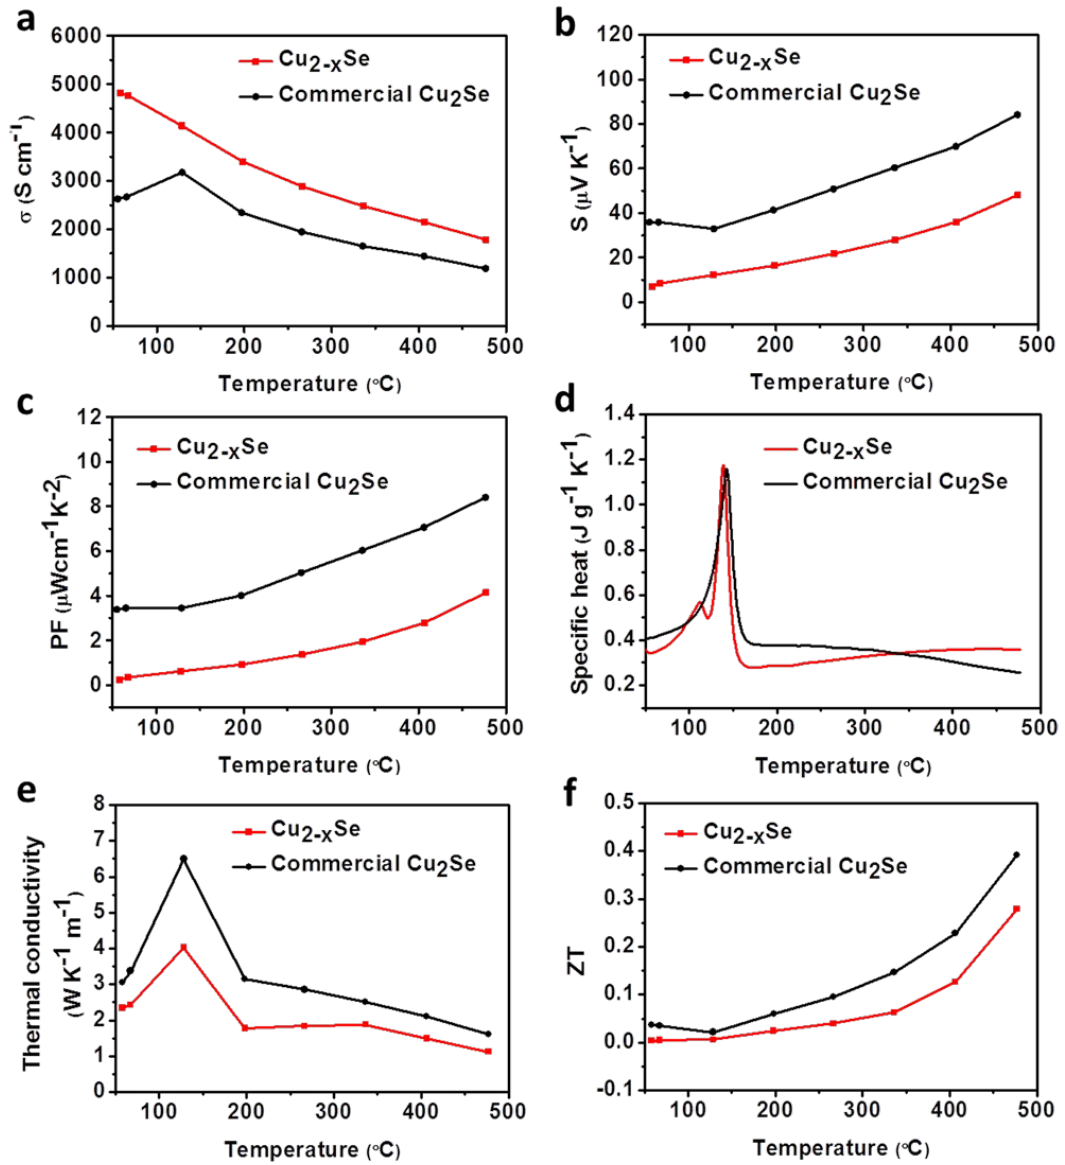 a
6000
5000
4000
3000
2000
1000
0
σ (S cm⁻¹)
Cu₂₋ₓSe
Commercial Cu₂Se
100 200 300 400 500
Temperature (°C)
b
120
100
80
60
40
20
0
S (μV K⁻¹)
Cu₂₋ₓSe
Commercial Cu₂Se
100 200 300 400 500
Temperature (°C)
c
12
10
8
6
4
2
0
PF (μWcm⁻¹K⁻²)
Cu₂₋ₓSe
Commercial Cu₂Se
100 200 300 400 500
Temperature (°C)
d
1.4
1.2
1.0
0.8
0.6
0.4
0.2
Specific heat (J g⁻¹ K⁻¹)
Cu₂₋ₓSe
Commercial Cu₂Se
100 200 300 400 500
Temperature (°C)
e
8
7
6
5
4
3
2
1
0
Thermal conductivity
(W K⁻¹ m⁻¹)
Cu₂₋ₓSe
Commercial Cu₂Se
100 200 300 400 500
Temperature (°C)
f
0.5
0.4
0.3
0.2
0.1
0.0
-0.1
ZT
Cu₂₋ₓSe
Commercial Cu₂Se
100 200 300 400 500
Temperature (°C)